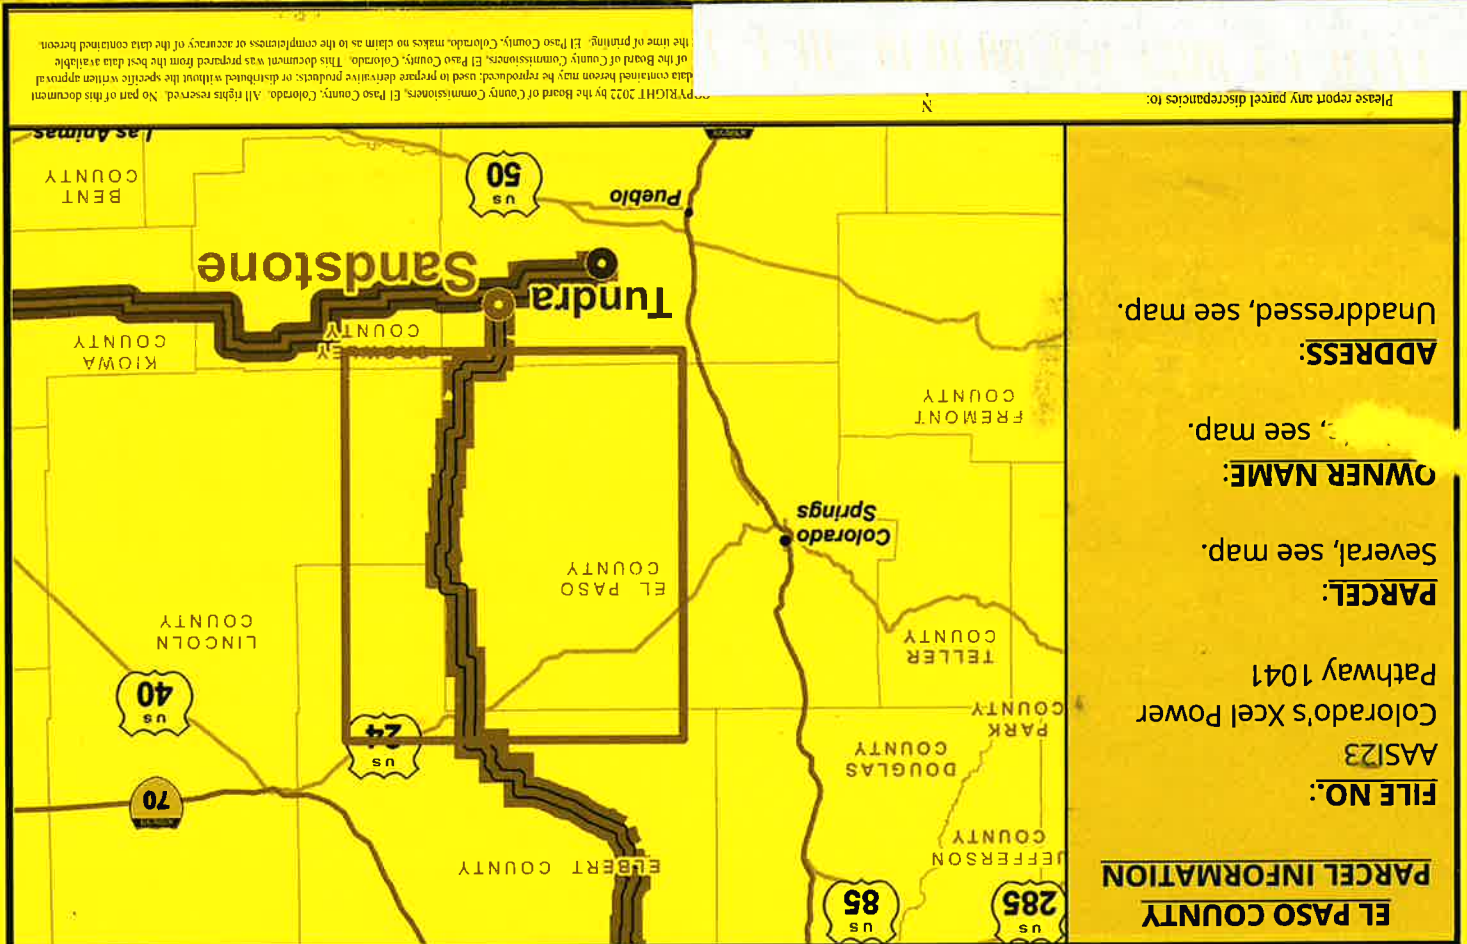 EL PASO COUNTY
PARCEL INFORMATION
FILE NO.:
AASI23
Colorado's Xcel Power
Pathway 1041
PARCEL:
Several, see map.
OWNER NAME:
, see map.
ADDRESS:
Unaddressed, see map.
US
285
US
85
JEFFERSON
COUNTY
ELBERT COUNTY
70
DOUGLAS
COUNTY
PARK
COUNTY
US
24
US
40
TELLER
COUNTY
LINCOLN
COUNTY
EL PASO
COUNTY
Colorado
Springs
FREMONT
COUNTY
KIOWA
COUNTY
CROWLEY
COUNTY
Tundra
Sandstone
Pueblo
US
50
BENT
COUNTY
Las Animas
Please report any parcel discrepancies to:
N
COPYRIGHT 2022 by the Board of County Commissioners, El Paso County, Colorado. All rights reserved. No part of this document
data contained hereon may be reproduced; used to prepare derivative products; or distributed without the specific written approval
of the Board of County Commissioners, El Paso County, Colorado. This document was prepared from the best data available
the time of printing. El Paso County, Colorado, makes no claim as to the completeness or accuracy of the data contained hereon.